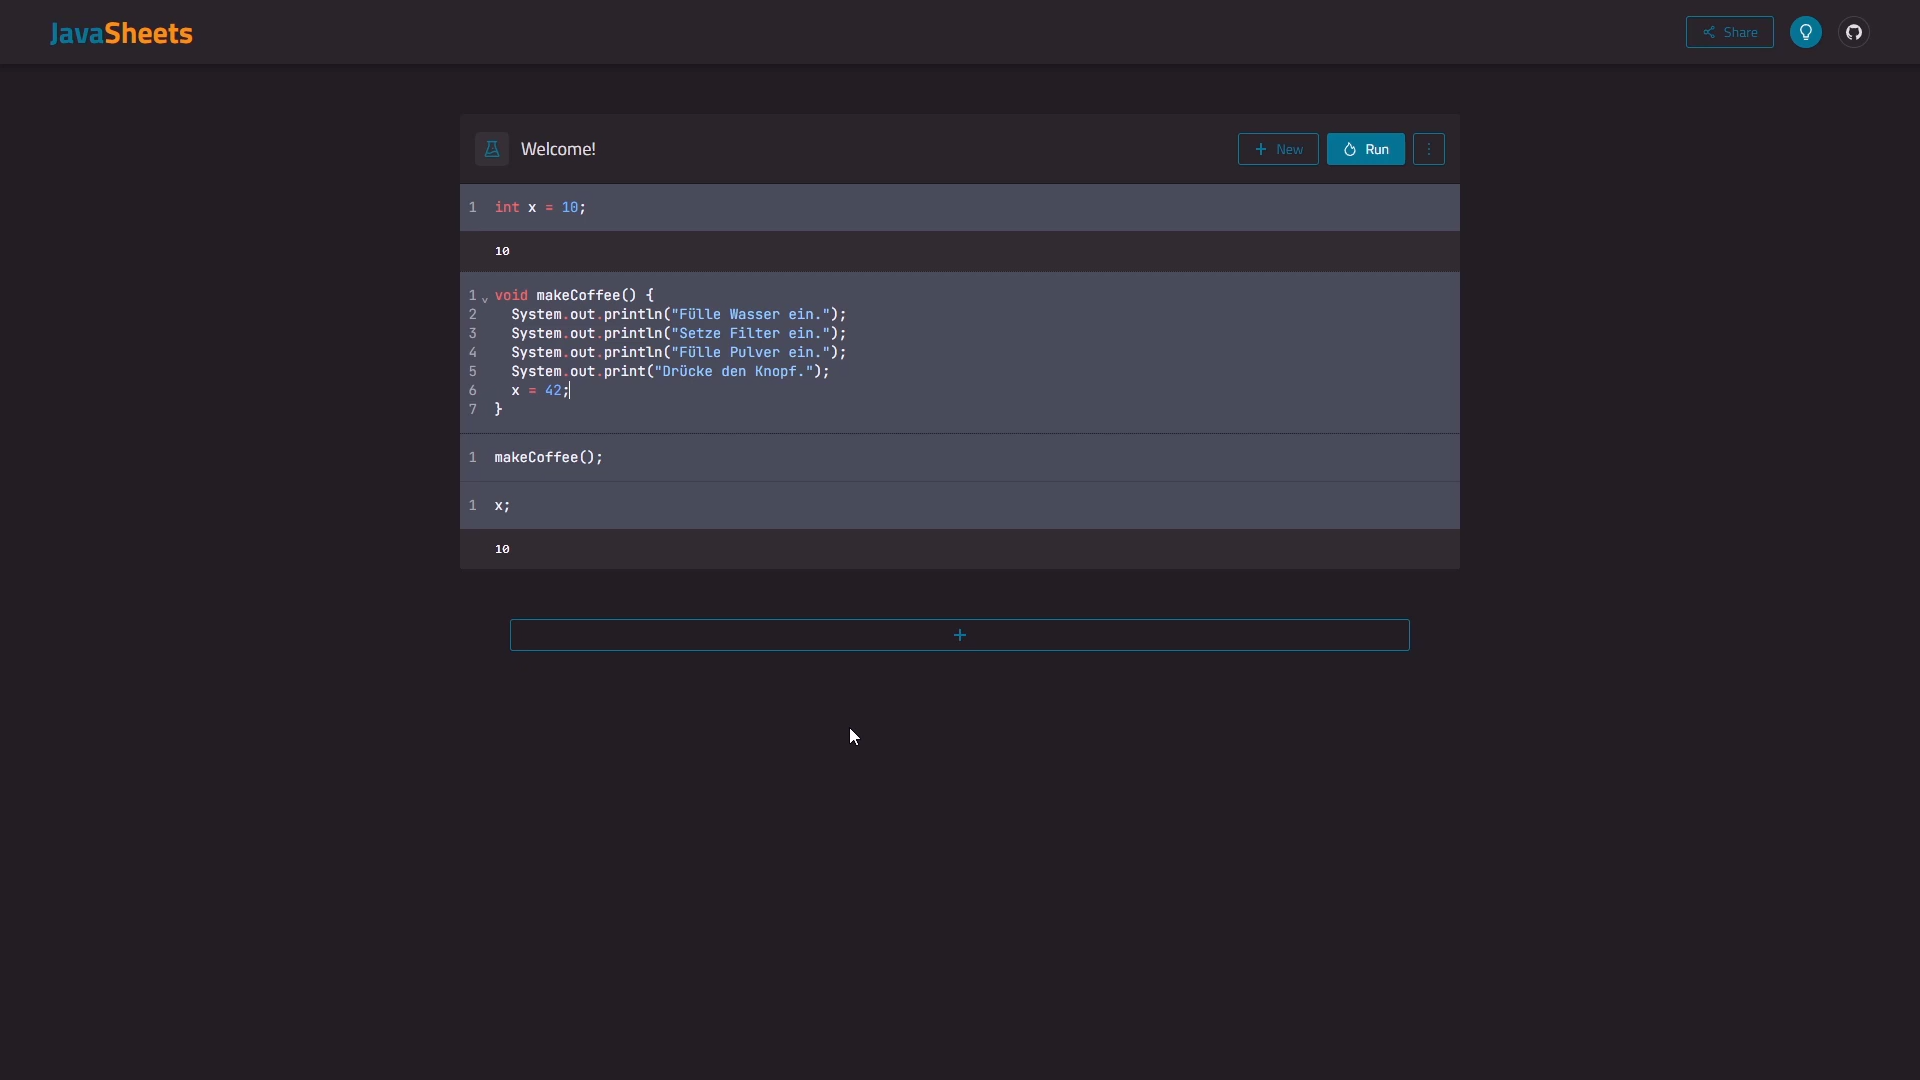 JavaSheets
Share
Welcome!
New
Run
1 int x = 10;
10
1 void makeCoffee() {
2 System.out.println("Fülle Wasser ein.");
3 System.out.println("Setze Filter ein.");
4 System.out.println("Fülle Pulver ein.");
5 System.out.print("Drücke den Knopf.");
6 x = 42;
7 }
1 makeCoffee();
1 x;
10